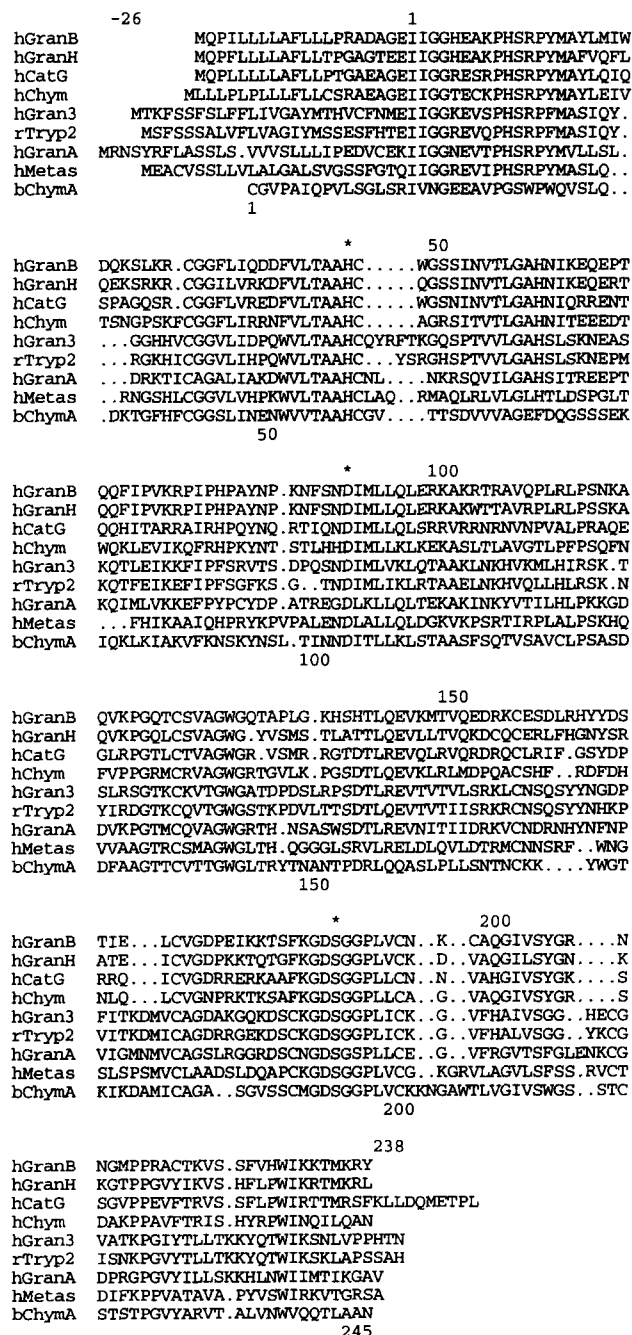 -26 1
hGranB MQPILLLLAFLLLPRADAGEIIGGHEAKPHSRPYMAYLMIW
hGranH MQPFLLLLAFLLTPGAGTEEIIGGHEAKPHSRPYMAFVQFL
hCatG MQPLLLLLAFLLPTGAEAGEIIGGRESRPHSRPYMAYLQIQ
hChym MLLLPLPLLLFLLCSRAEAGEIIGGTECKPHSRPYMAYLEIV
hGran3 MTKFSSFSLFFLIVGAYMTHVCFNMEIIGGKEVSPHSRPFMASIQY.
rTryp2 MSFSSSALVFLVAGIYMSSESFHTEIIGGREVQPHSRPFMASIQY.
hGranA MRNSYRFLASSLS.VVVSLLLIPEDVCEKIIGGNEVTPHSRPYMVLLSL.
hMetas MEACVSSLLVLALGALSVGSSFGTQIIGGREVIPHSRPYMASLQ..
bChymA CGVPAIQPVLSGLSRIVNGEEAVPGSWPWQVSLQ..
1
* 50
hGranB DQKSLKR.CGGFLIQDDFVLTAAHC.....WGSSINVTLGAHNIKEQEPT
hGranH QEKSRKR.CGGILVRKDFVLTAAHC.....QGSSINVTLGAHNIKEQERT
hCatG SPAGQSR.CGGFLVREDFVLTAAHC.....WGSNINVTLGAHNIQRRENT
hChym TSNGPSKFCGGFLIRRNFVLTAAHC.....AGRSITVTLGAHNITEEEDT
hGran3 ...GGHHVCGGVLIDPQWVLTAAHCQYRFTKGQSPTVVLGAHSLSKNEAS
rTryp2 ...RGKHICGGVLIHPQWVLTAAHC...YSRGHSPTVVLGAHSLSKNEPM
hGranA ...DRKTICAGALIAKDWVLTAAHCNL....NKRSQVILGAHSITREEPT
hMetas ..RNGSHLCGGVLVHPKWVLTAAHCLAQ..RMAQLRLVLGLHTLDSPGLT
bChymA .DKTGFHFCGGSLINENWVVTAAHCGV....TTSDVVVAGEFDQGSSSEK
50
* 100
hGranB QQFIPVKRPIPHPAYNP.KNFSNDIMLLQLERKAKRTRAVQPLRLPSNKA
hGranH QQFIPVKRPIPHPAYNP.KNFSNDIMLLQLERKAKWTTAVRPLRLPSSKA
hCatG QQHITARRAIRHPQYNQ.RTIQNDIMLLQLSRRVRRNRNVNPVALPRAQE
hChym WQKLEVIKQFRHPKYNT.STLHHDIMLLKLKEKASLTLAVGTLPFPSQFN
hGran3 KQTLEIKKFIPFSRVTS.DPQSNDIMLVKLQTAAKLNKHVKMLHIRSK.T
rTryp2 KQTFEIKEFIPFSGFKS.G..TNDIMLIKLRTAAELNKHVQLLHLRSK.N
hGranA KQIMLVKKEFPYPCYDP.ATREGDLKLLQLTEKAKINKYVTILHLPKKGD
hMetas ...FHIKAAIQHPRYKPVPALENDLALLQLDGKVKPSRTIRPLALPSKHQ
bChymA IQKLKIAKVFKNSKYNSL.TINNDITLLKLSTAASFSQTVSAVCLPSASD
100
150
hGranB QVKPGQTCSVAGWGQTAPLG.KHSHTLQEVKMTVQEDRKCESDLRHYYDS
hGranH QVKPGQLCSVAGWG.YVSMS.TLATTLQEVLLTVQKDCQCERLFHGNYSR
hCatG GLRPGTLCTVAGWGR.VSMR.RGTDTLREVQLRVQRDRQCLRIF.GSYDP
hChym FVPPGRMCRVAGWGRTGVLK.PGSDTLQEVKLRLMDPQACSHF..RDFDH
hGran3 SLRSGTKCKVTGWGATDPDSLRPSDTLREVTVTVLSRKLCNSQSYYNGDP
rTryp2 YIRDGTKCQVTGWGSTKPDVLTTSDTLQEVTVTIISRKRCNSQSYYNHKP
hGranA DVKPGTMCQVAGWGRTH.NSASWSDTLREVNITIIDRKVCNDRNHYNFNP
hMetas VVAAGTRCSMAGWGLTH.QGGGLSRVLRELDLQVLDTRMCNNSRF..WNG
bChymA DFAAGTTCVTTGWGLTRYTNANTPDRLQQASLPLLSNTNCKK....YWGT
150
* 200
hGranB TIE...LCVGDPEIKKTSFKGDSGGPLVCN..K..CAQGIVSYGR....N
hGranH ATE...ICVGDPKKTQTGFKGDSGGPLVCK..D..VAQGILSYGN....K
hCatG RRQ...ICVGDRRERKAAFKGDSGGPLLCN..N..VAHGIVSYGK....S
hChym NLQ...LCVGNPRKTKSAFKGDSGGPLLCA..G..VAQGIVSYGR....S
hGran3 FITKDMVCAGDAKGQKDSCKGDSGGPLICK..G..VFHAIVSGG..HECG
rTryp2 VITKDMICAGDRRGEKDSCKGDSGGPLICK..G..VFHALVSGG..YKCG
hGranA VIGMNMVCAGSLRGGRDSCNGDSGSPLLCE..G..VFRGVTSFGLENKCG
hMetas SLSPSMVCLAADSLDQAPCKGDSGGPLVCG..KGRVLAGVLSFSS.RVCT
bChymA KIKDAMICAGA..SGVSSCMGDSGGPLVCKKNGAWTLVGIVSWGS.STC
200
238
hGranB NGMPPRACTKVS.SFVHWIKKTMKRY
hGranH KGTPPGVYIKVS.HFLPWIKRTMKRL
hCatG SGVPPEVFTRVS.SFLPWIRTTMRSFKLLDQMETPL
hChym DAKPPAVFTRIS.HYRPWINQILQAN
hGran3 VATKPGIYTLLTKKYQTWIKSNLVPPHTN
rTryp2 ISNKPGVYTLLTKKYQTWIKSKLAPSSAH
hGranA DPRGPGVYILLSKKHLNWIIMTIKGAV
hMetas DIFKPPVATAVA.PYVSWIRKVTGRSA
bChymA STSTPGVYARVT.ALVNWVQQTLAAN
245